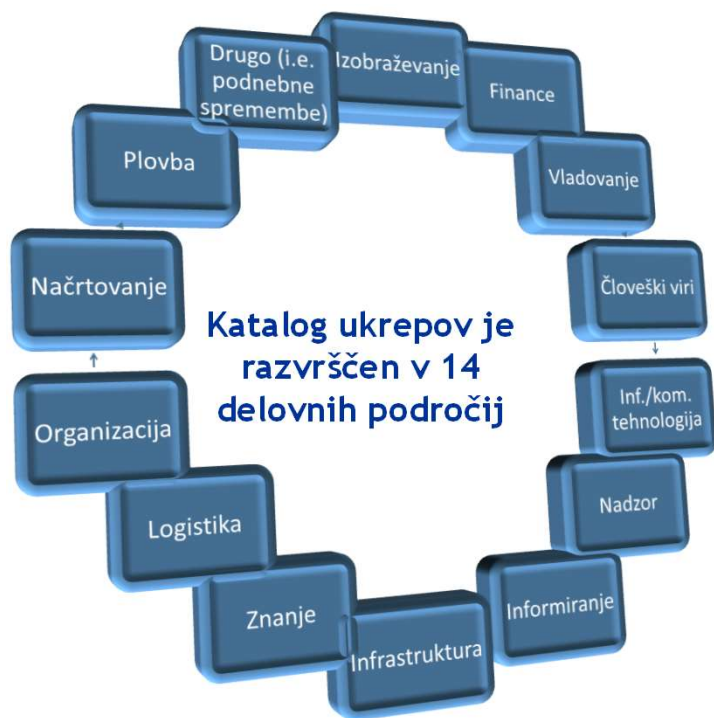 Drugo (i.e.
podnebne
spremembe)
Izobraževanje
Finance
Vladovanje
Človeški viri
Inf./kom.
tehnologija
Nadzor
Informiranje
Infrastruktura
Znanje
Logistika
Organizacija
Načrtovanje
Plovba
Katalog ukrepov je
razvrščen v 14
delovnih področij